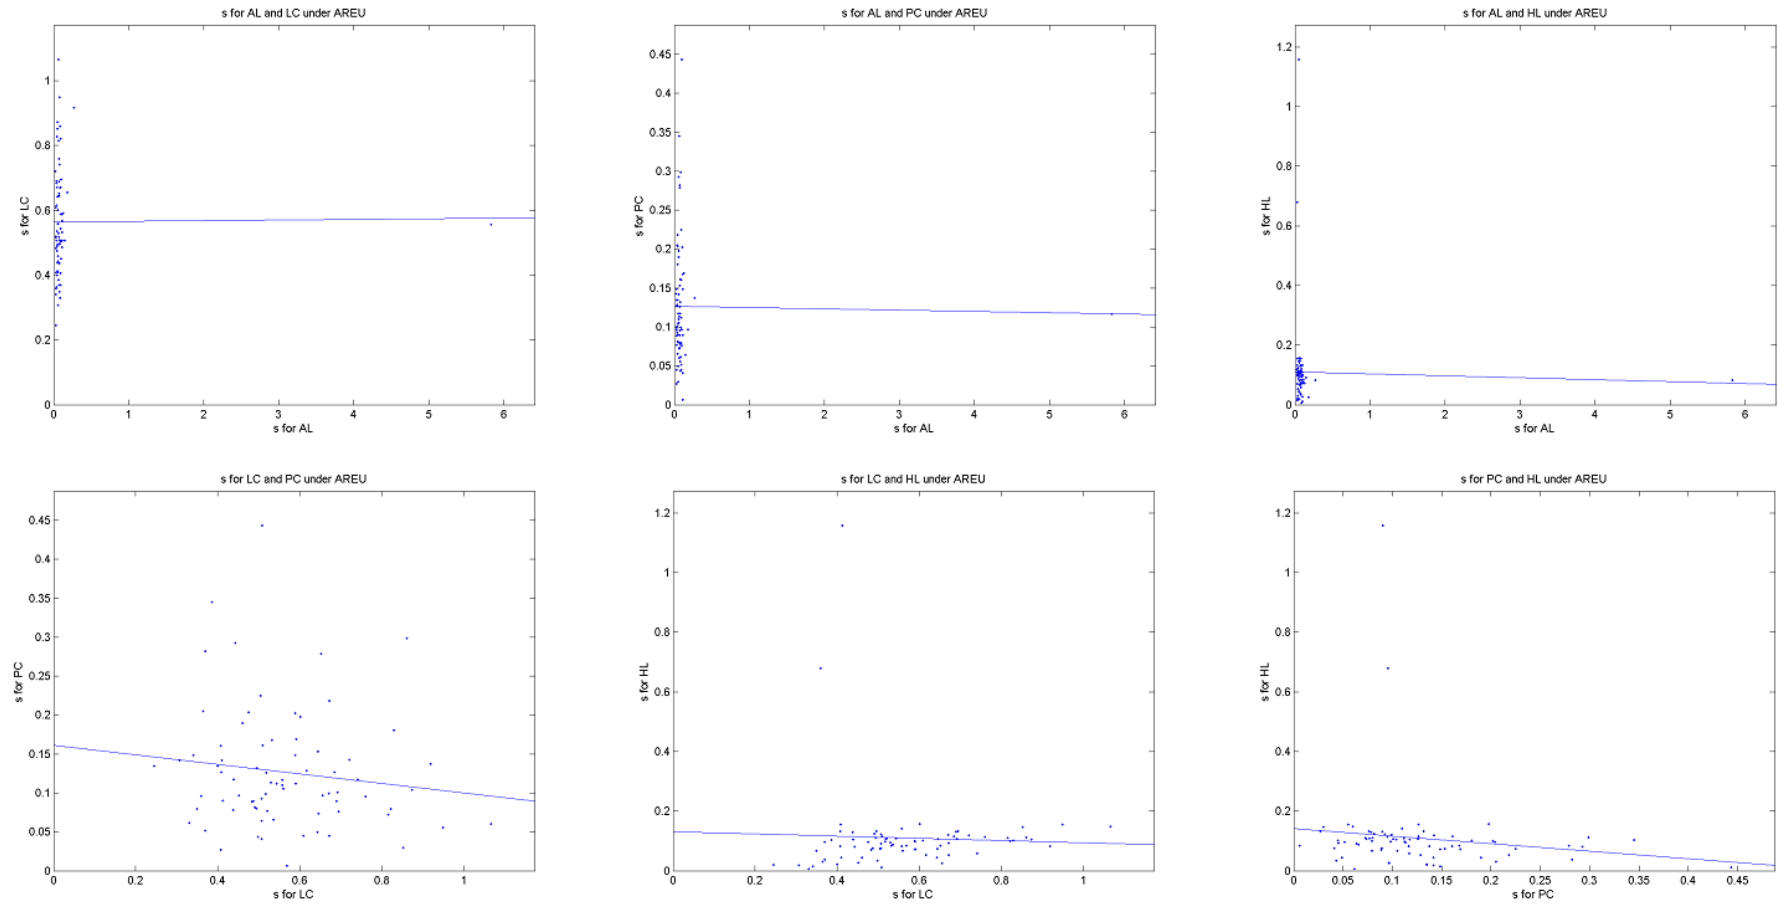 s for AL and LC under AREU
s for LC
1
0.8
0.6
0.4
0.2
0
0 1 2 3 4 5 6
s for AL
s for AL and PC under AREU
s for PC
0.45
0.4
0.35
0.3
0.25
0.2
0.15
0.1
0.05
0
0 1 2 3 4 5 6
s for AL
s for AL and HL under AREU
s for HL
1.2
1
0.8
0.6
0.4
0.2
0
0 1 2 3 4 5 6
s for AL
s for LC and PC under AREU
s for PC
0.45
0.4
0.35
0.3
0.25
0.2
0.15
0.1
0.05
0
0 0.2 0.4 0.6 0.8 1
s for LC
s for LC and HL under AREU
s for HL
1.2
1
0.8
0.6
0.4
0.2
0
0 0.2 0.4 0.6 0.8 1
s for LC
s for PC and HL under AREU
s for HL
1.2
1
0.8
0.6
0.4
0.2
0
0 0.05 0.1 0.15 0.2 0.25 0.3 0.35 0.4 0.45
s for PC